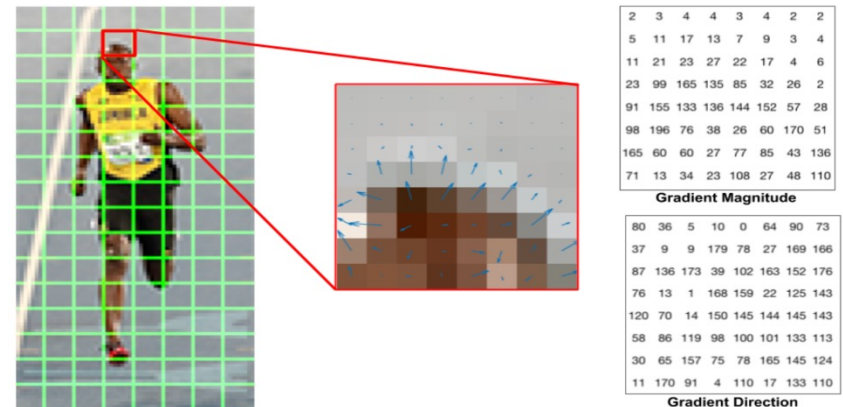 2 3 4 4 3 4 2 2
5 11 17 13 7 9 3 4
11 21 23 27 22 17 4 6
23 99 165 135 85 32 26 2
91 155 133 136 144 152 57 28
98 196 76 38 26 60 170 51
165 60 60 27 77 85 43 136
71 13 34 23 108 27 48 110
Gradient Magnitude
80 36 5 10 0 64 90 73
37 9 9 179 78 27 169 166
87 136 173 39 102 163 152 176
76 13 1 168 159 22 125 143
120 70 14 150 145 144 145 143
58 86 119 98 100 101 133 113
30 65 157 75 78 165 145 124
11 170 91 4 110 17 133 110
Gradient Direction